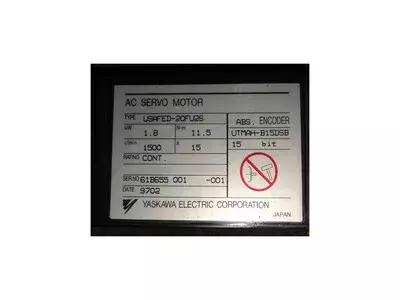 AC SERVO MOTOR
TYPE USAFED-20FU2S
ABS. ENCODER
kW 1.8 N·m 11.5
UTMAH-B15DSB
r/min 1500 A 15
15 bit
RATING CONT.
SER.NO 61B655 001 -001
DATE 9702
YASKAWA ELECTRIC CORPORATION
JAPAN